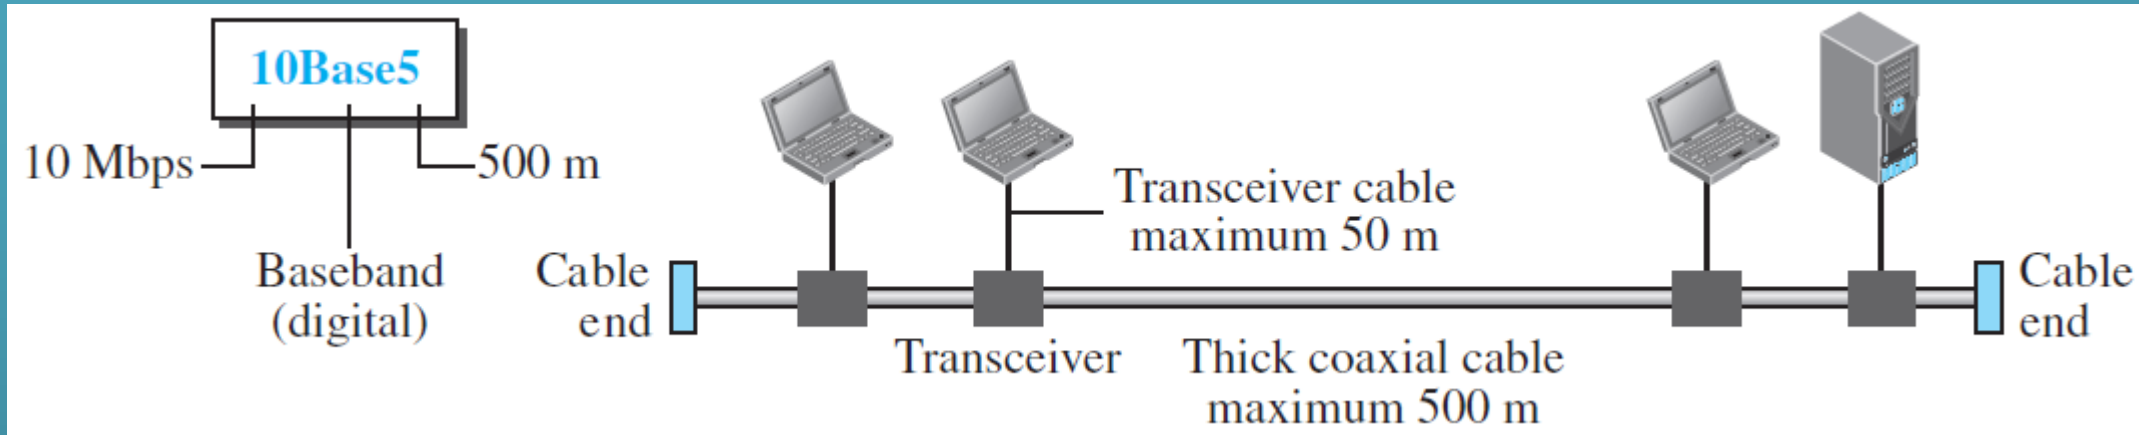 10Base5
10 Mbps
500 m
Baseband
(digital)
Cable
end
Transceiver cable
maximum 50 m
Transceiver
Thick coaxial cable
maximum 500 m
Cable
end